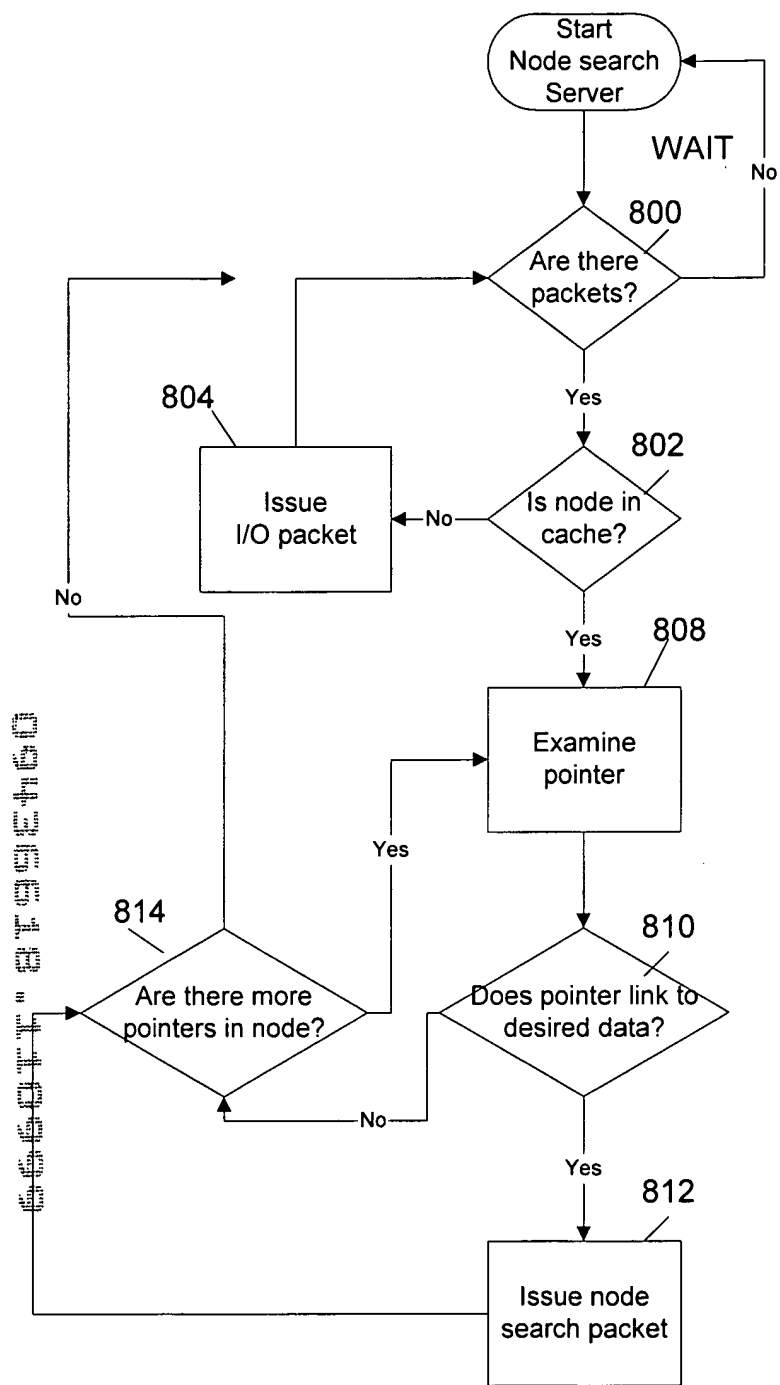 Start
Node search
Server
WAIT
No
800
Are there
packets?
Yes
804
Issue
I/O packet
No
802
Is node in
cache?
Yes
No
808
Examine
pointer
Yes
814
Are there more
pointers in node?
810
Does pointer link to
desired data?
No
Yes
812
Issue node
search packet